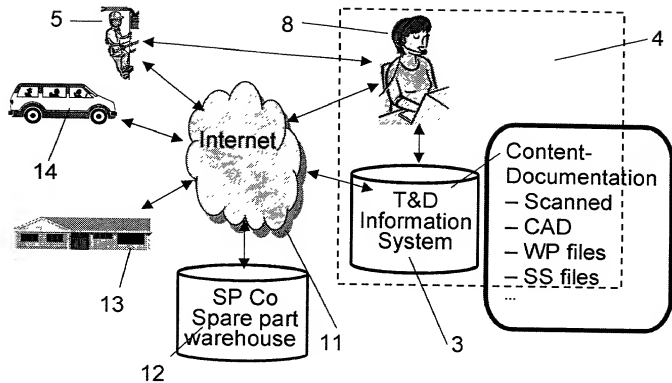 5
8
4
14
Internet
13
SP Co
Spare part
warehouse
12
11
T&D
Information
System
3
Content-
Documentation
– Scanned
– CAD
– WP files
– SS files
...